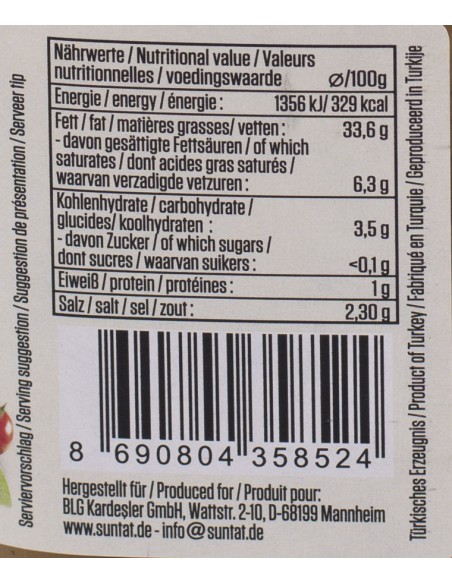 Nährwerte / Nutritional value / Valeurs
nutritionnelles / voedingswaarde ø/100g
Energie / energy / énergie : 1356 kJ/ 329 kcal
Fett / fat / matières grasses/ vetten : 33,6 g
- davon gesättigte Fettsäuren / of which
saturates / dont acides gras saturés /
waarvan verzadigde vetzuren : 6,3 g
Kohlenhydrate / carbohydrate /
glucides/ koolhydraten : 3,5 g
- davon Zucker / of which sugars /
dont sucres / waarvan suikers : <0,1 g
Eiweiß / protein / protéines : 1 g
Salz / salt / sel / zout : 2,30 g
8 690804 358524
Hergestellt für / Produced for / Produit pour:
BLG Kardeşler GmbH, Wattstr. 2-10, D-68199 Mannheim
www.suntat.de - info@suntat.de
Serviervorschlag / Serving suggestion / Suggestion de présentation / Serveer tip
Türkisches Erzeugnis / Product of Turkey / Fabriqué en Turquie / Geproduceerd in Turkije